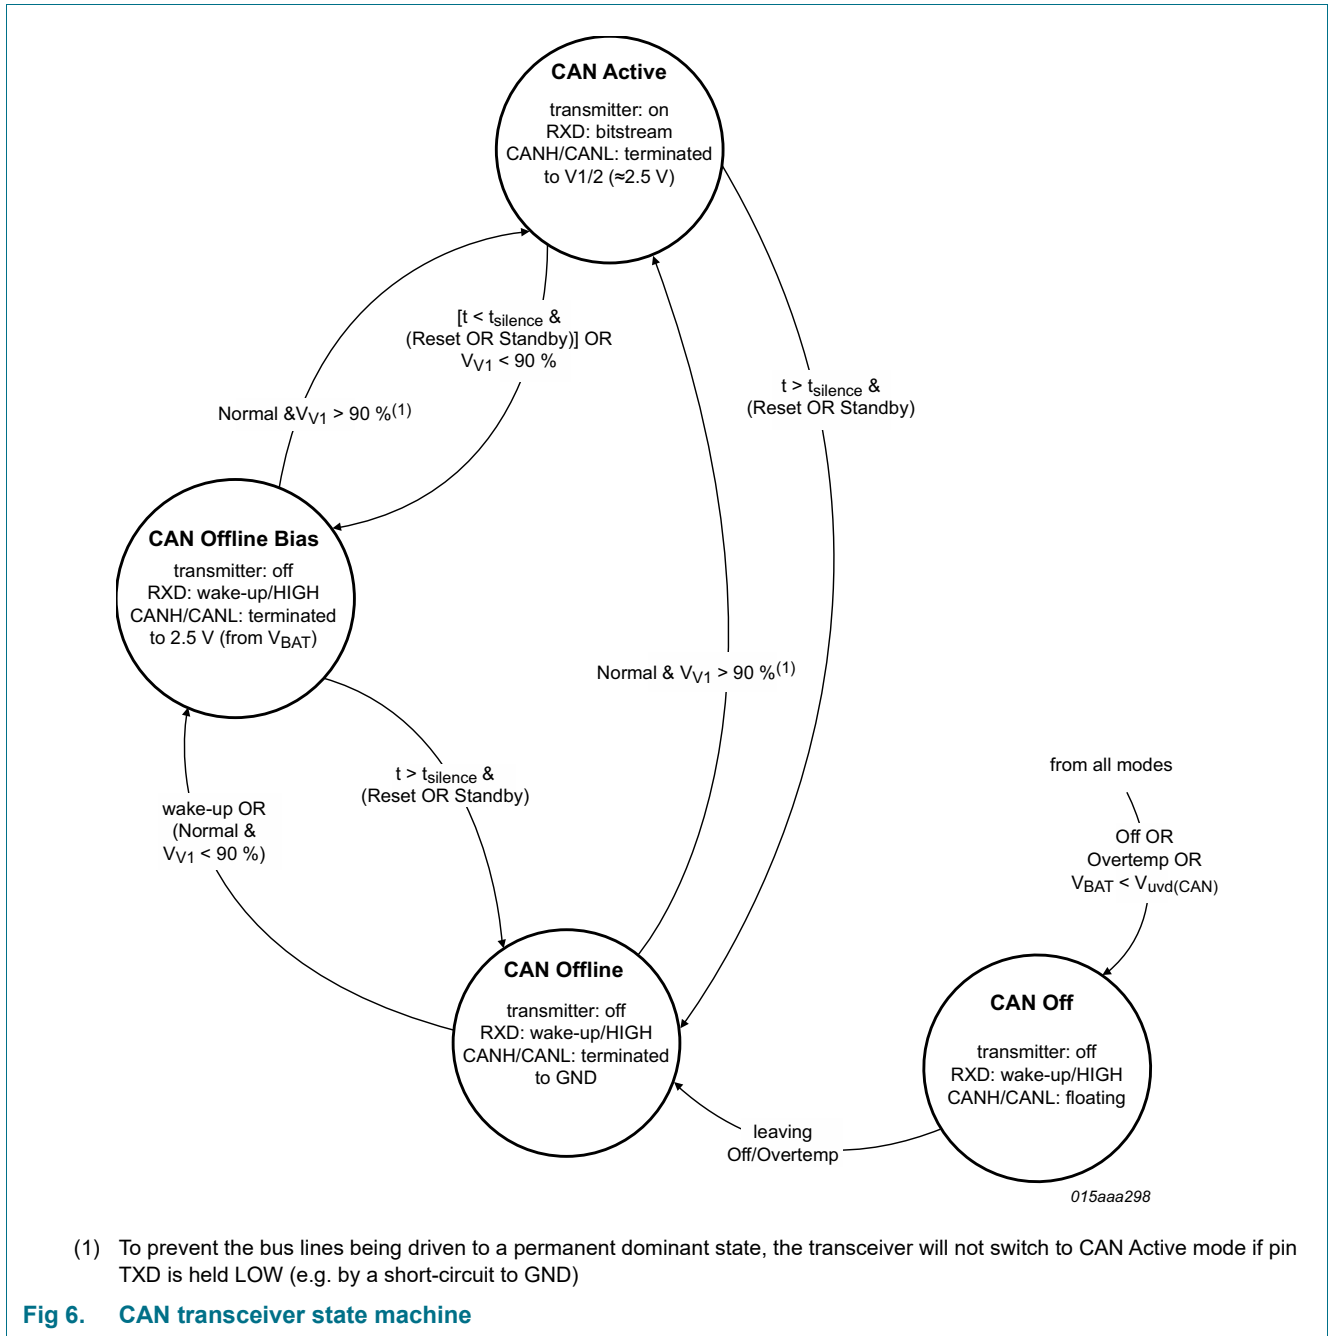 CAN Active
transmitter: on
RXD: bitstream
CANH/CANL: terminated
to V1/2 (≈2.5 V)
[t < tsilence &
(Reset OR Standby)] OR
VV1 < 90 %
t > tsilence &
(Reset OR Standby)
Normal &VV1 > 90 %(1)
CAN Offline Bias
transmitter: off
RXD: wake-up/HIGH
CANH/CANL: terminated
to 2.5 V (from VBAT)
Normal & VV1 > 90 %(1)
t > tsilence &
(Reset OR Standby)
wake-up OR
(Normal &
VV1 < 90 %)
from all modes
Off OR
Overtemp OR
VBAT < Vuvd(CAN)
CAN Offline
transmitter: off
RXD: wake-up/HIGH
CANH/CANL: terminated
to GND
CAN Off
transmitter: off
RXD: wake-up/HIGH
CANH/CANL: floating
leaving
Off/Overtemp
015aaa298
(1) To prevent the bus lines being driven to a permanent dominant state, the transceiver will not switch to CAN Active mode if pin
TXD is held LOW (e.g. by a short-circuit to GND)
Fig 6. CAN transceiver state machine